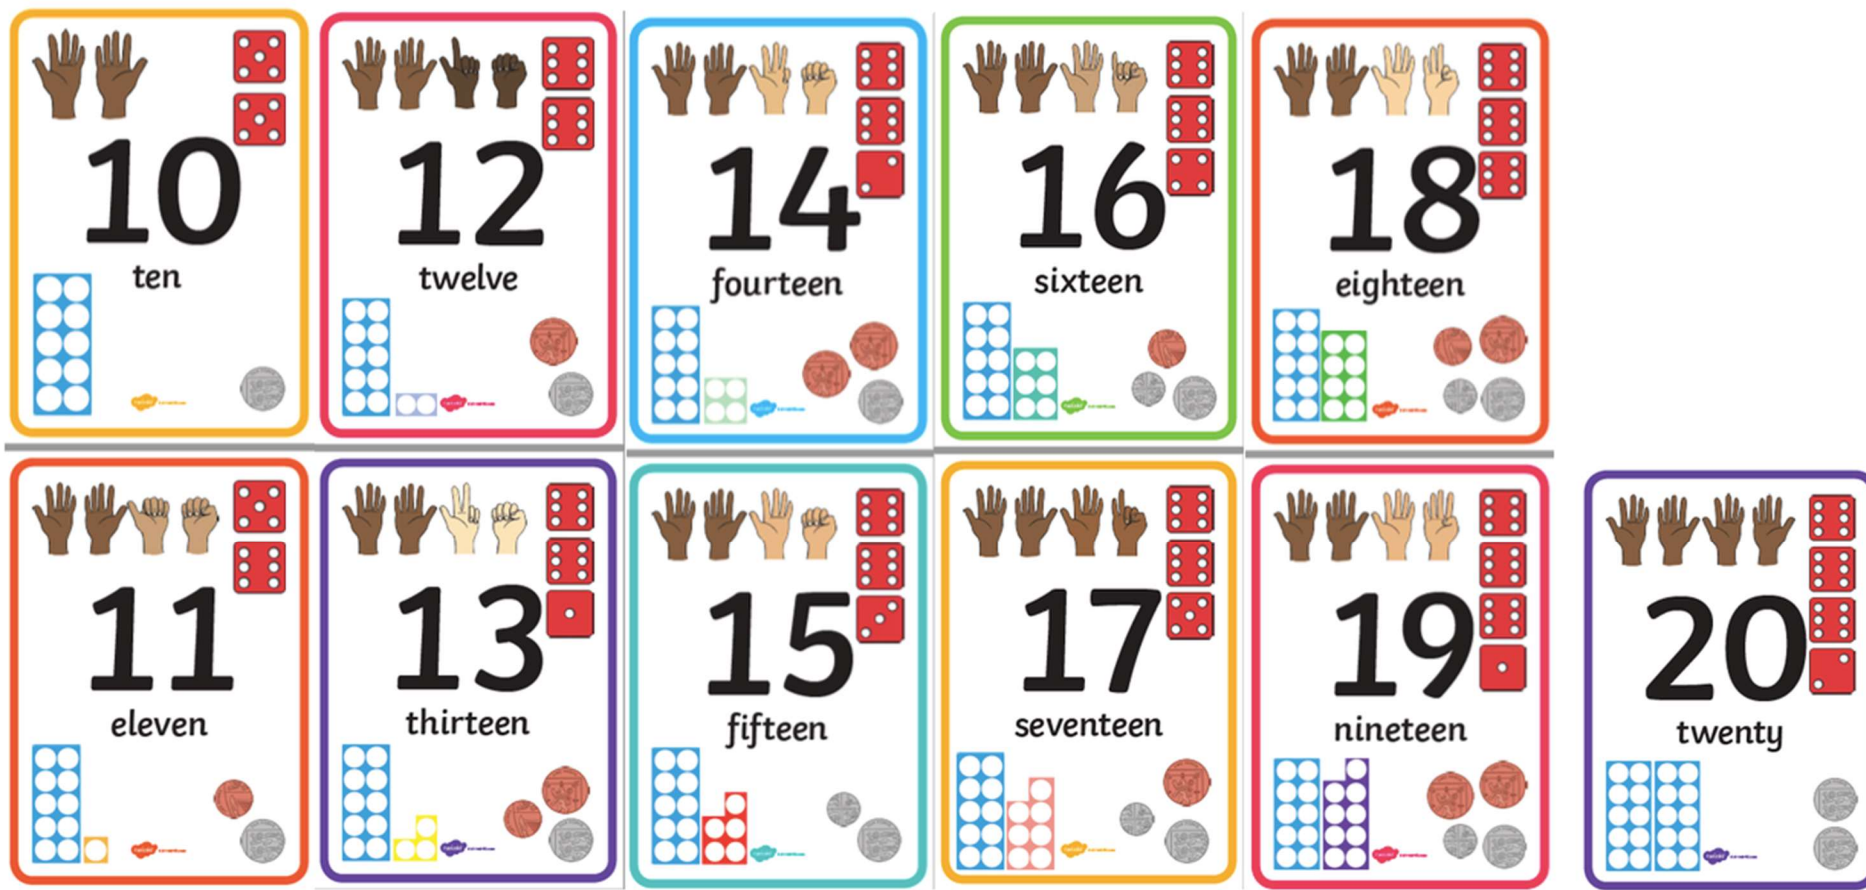 10
ten
12
twelve
14
fourteen
16
sixteen
18
eighteen
11
eleven
13
thirteen
15
fifteen
17
seventeen
19
nineteen
20
twenty